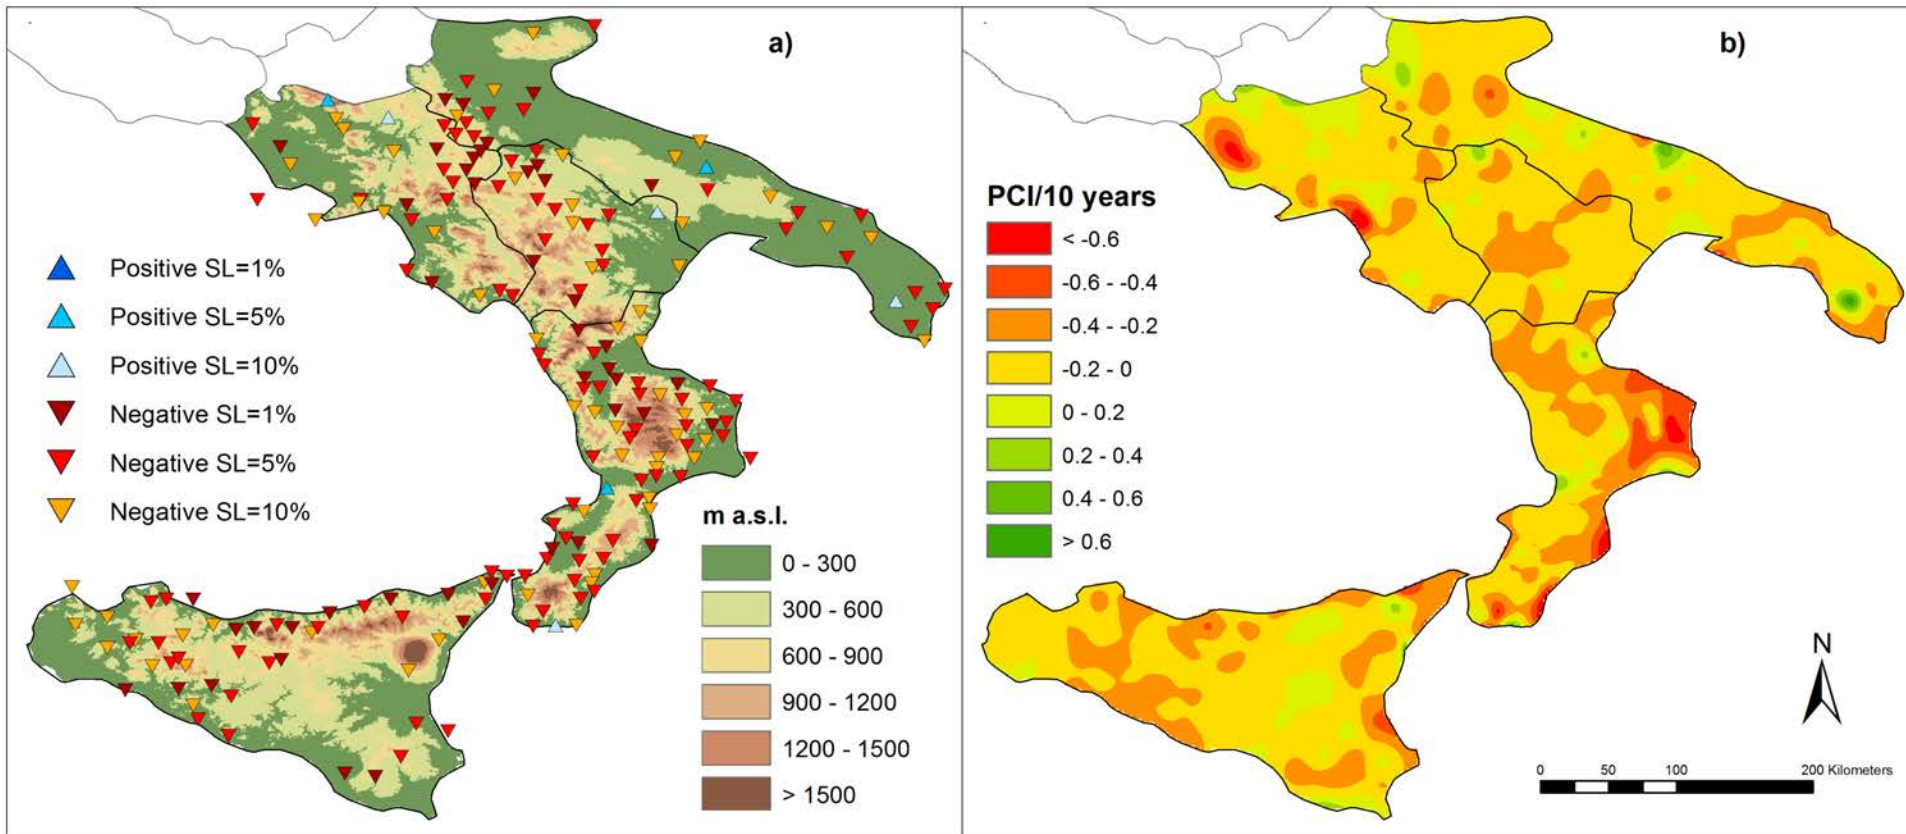 a)
Positive SL=1%
Positive SL=5%
Positive SL=10%
Negative SL=1%
Negative SL=5%
Negative SL=10%
m a.s.l.
0 - 300
300 - 600
600 - 900
900 - 1200
1200 - 1500
> 1500
b)
PCI/10 years
< -0.6
-0.6 - -0.4
-0.4 - -0.2
-0.2 - 0
0 - 0.2
0.2 - 0.4
0.4 - 0.6
> 0.6
N
0 50 100 200 Kilometers